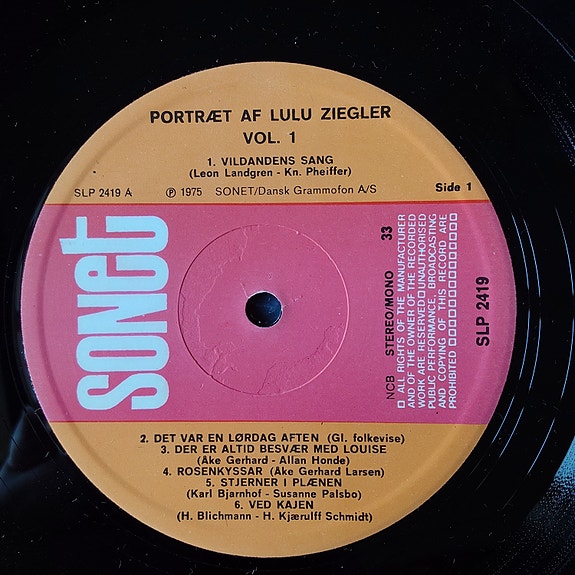 PORTRÆT AF LULU ZIEGLER
VOL. 1
1. VILDANDENS SANG
(Leon Landgren - Kn. Pheiffer)
SLP 2419 A
℗ 1975 SONET/Dansk Grammofon A/S
Side 1
SONET
NCB STEREO/MONO 33
ALL RIGHTS OF THE MANUFACTURER
AND OF THE OWNER OF THE RECORDED
WORK ARE RESERVED UNAUTHORISED
PUBLIC PERFORMANCE, BROADCASTING
AND COPYING OF THIS RECORD ARE
PROHIBITED
SLP 2419
2. DET VAR EN LØRDAG AFTEN (Gl. folkevise)
3. DER ER ALTID BESVÆR MED LOUISE
(Åke Gerhard - Allan Honde)
4. ROSENKYSSAR (Åke Gerhard Larsen)
5. STJERNER I PLÆNEN
(Karl Bjarnhof - Susanne Palsbo)
6. VED KAJEN
(H. Blichmann - H. Kjærulff Schmidt)